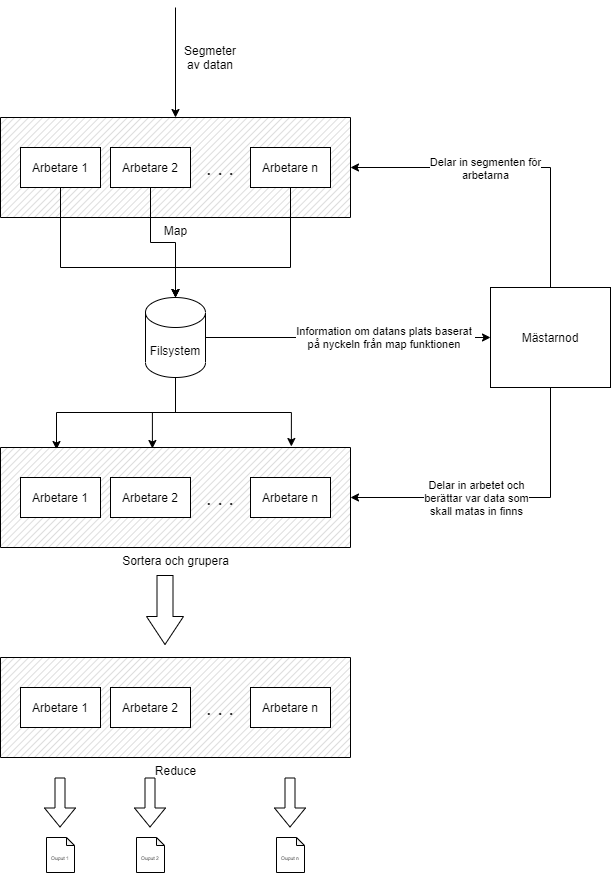 Segmeter
av datan
Arbetare 1
Arbetare 2
. . .
Arbetare n
Delar in segmenten för
arbetarna
Map
Filsystem
Information om datans plats baserat
på nyckeln från map funktionen
Mästarnod
Arbetare 1
Arbetare 2
. . .
Arbetare n
Delar in arbetet och
berättar var data som
skall matas in finns
Sortera och grupera
Arbetare 1
Arbetare 2
. . .
Arbetare n
Reduce
Ouput 1
Ouput 2
Ouput n